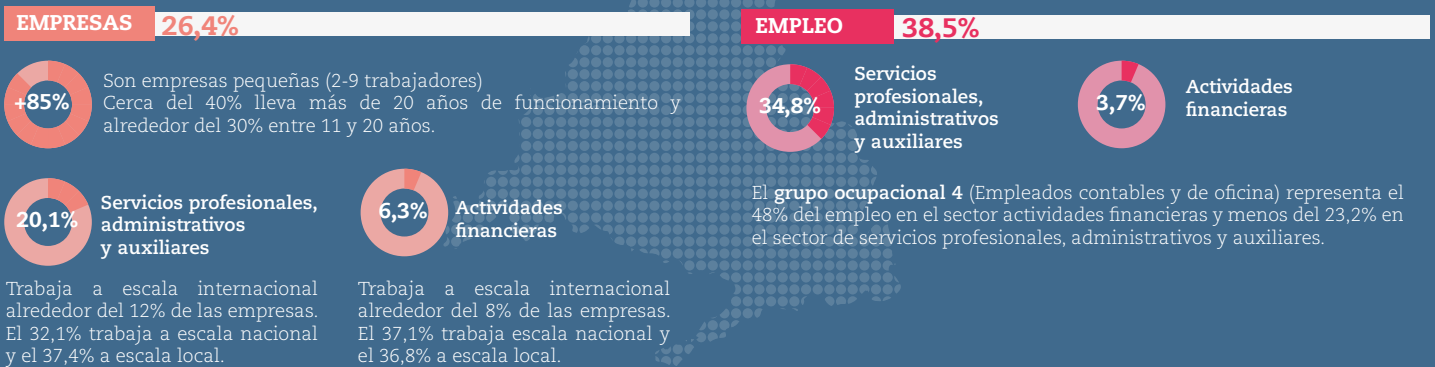 EMPRESAS 26,4%
+85%
Son empresas pequeñas (2-9 trabajadores)
Cerca del 40% lleva más de 20 años de funcionamiento y
alrededor del 30% entre 11 y 20 años.
20,1%
Servicios profesionales,
administrativos
y auxiliares
Trabaja a escala internacional
alrededor del 12% de las empresas.
El 32,1% trabaja a escala nacional
y el 37,4% a escala local.
6,3%
Actividades
financieras
Trabaja a escala internacional
alrededor del 8% de las empresas.
El 37,1% trabaja escala nacional y
el 36,8% a escala local.
EMPLEO 38,5%
34,8%
Servicios
profesionales,
administrativos
y auxiliares
3,7%
Actividades
financieras
El grupo ocupacional 4 (Empleados contables y de oficina) representa el
48% del empleo en el sector actividades financieras y menos del 23,2% en
el sector de servicios profesionales, administrativos y auxiliares.